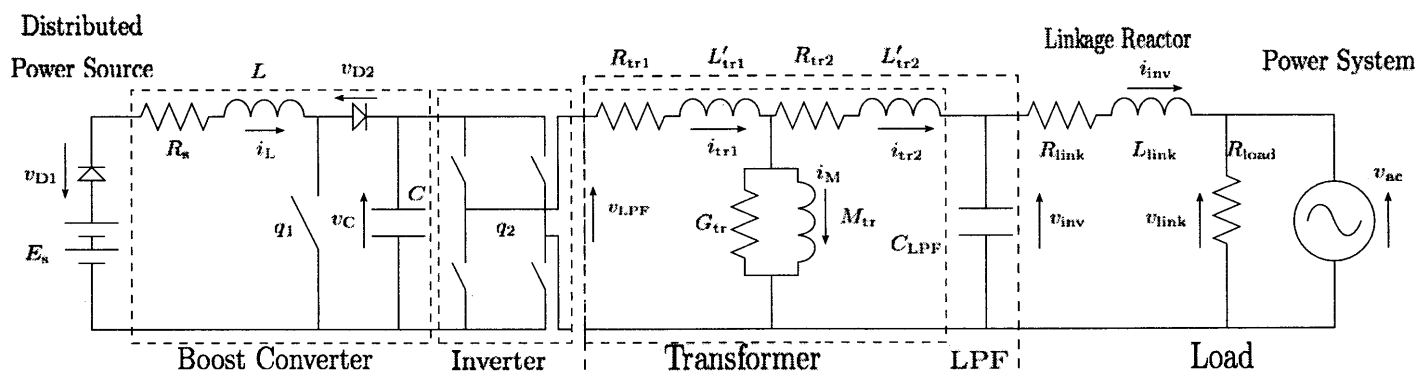 Distributed
Power Source
L
v_D2
R_tr1
L'_tr1
R_tr2
L'_tr2
Linkage Reactor
i_inv
Power System
R_s
i_L
i_tr1
i_tr2
R_link
L_link
R_load
v_D1
v_C
C
v_LPF
i_M
v_ac
E_s
q_1
q_2
G_tr
M_tr
C_LPF
v_inv
v_link
Boost Converter
Inverter
Transformer
LPF
Load